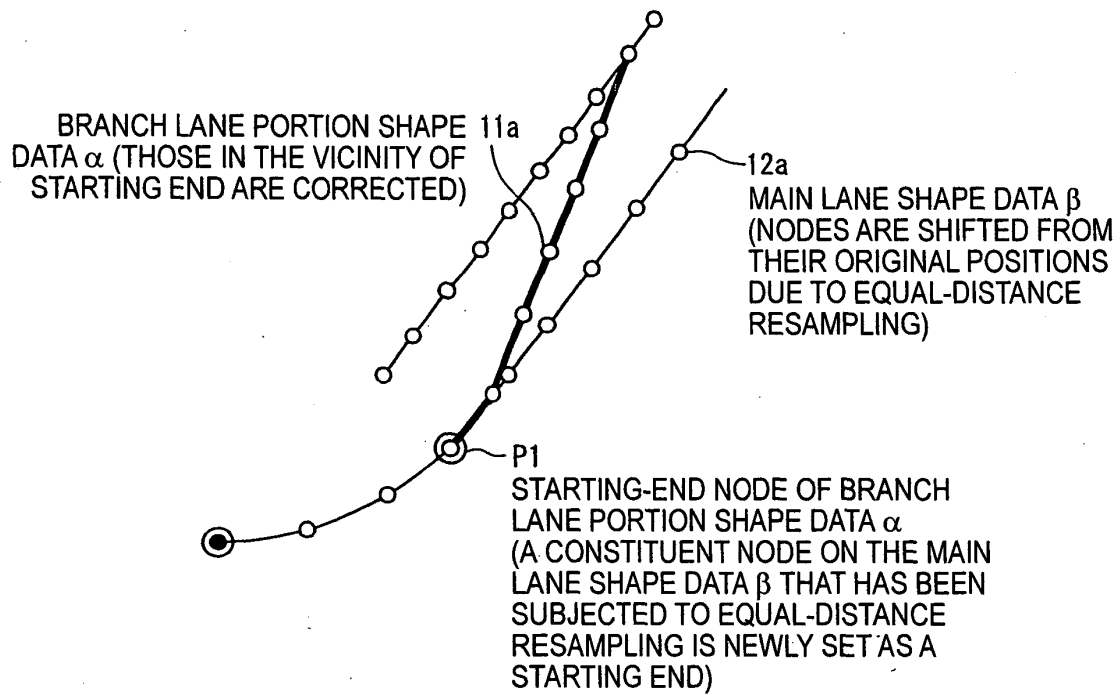 BRANCH LANE PORTION SHAPE
DATA α (THOSE IN THE VICINITY OF
STARTING END ARE CORRECTED)
11a
12a
MAIN LANE SHAPE DATA β
(NODES ARE SHIFTED FROM
THEIR ORIGINAL POSITIONS
DUE TO EQUAL-DISTANCE
RESAMPLING)
P1
STARTING-END NODE OF BRANCH
LANE PORTION SHAPE DATA α
(A CONSTITUENT NODE ON THE MAIN
LANE SHAPE DATA β THAT HAS BEEN
SUBJECTED TO EQUAL-DISTANCE
RESAMPLING IS NEWLY SET AS A
STARTING END)